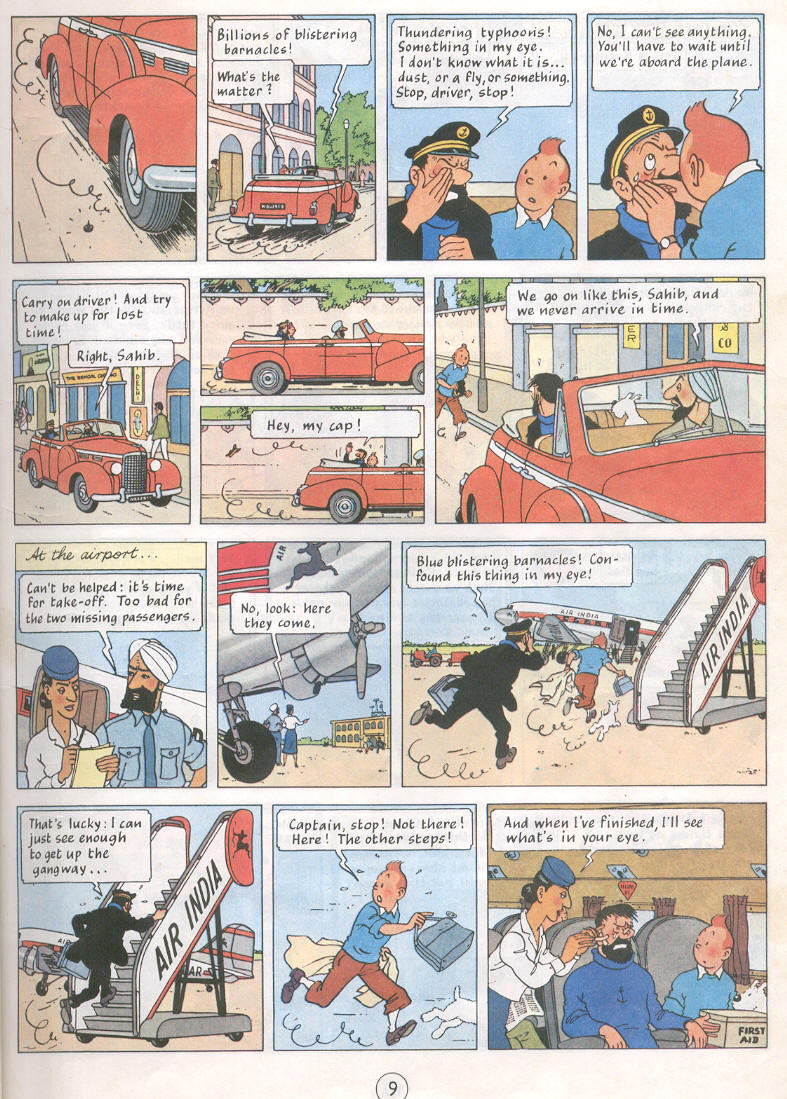 Billions of blistering
barnacles!
What's the
matter?
Thundering typhoons!
Something in my eye.
I don't know what it is...
dust, or a fly, or something.
Stop, driver, stop!
No, I can't see anything.
You'll have to wait until
we're aboard the plane.
Carry on driver! And try
to make up for lost
time!
Right, Sahib.
THE BENGAL
DELHI
Hey, my cap!
We go on like this, Sahib, and
we never arrive in time.
ER
&
CO
At the airport...
Can't be helped: it's time
for take-off. Too bad for
the two missing passengers.
AIR
No, look: here
they come.
Blue blistering barnacles! Con-
found this thing in my eye!
AIR INDIA
AIR INDIA
That's lucky: I can
just see enough
to get up the
gangway...
AIR INDIA
Captain, stop! Not there!
Here! The other steps!
And when I've finished, I'll see
what's in your eye.
FIRST
AID
9